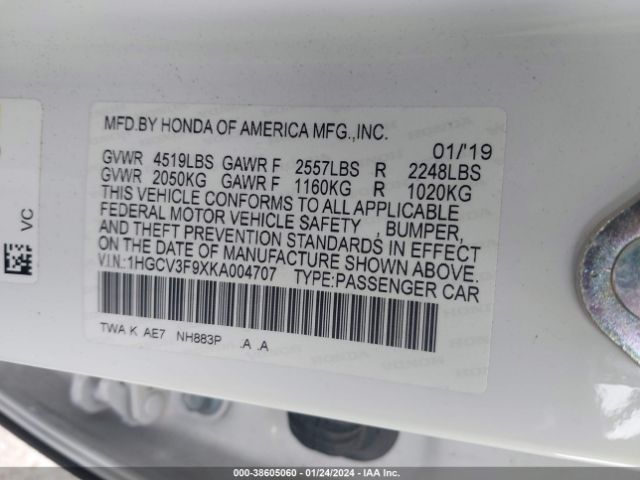 MFD.BY HONDA OF AMERICA MFG.,INC. 01/'19
GVWR 4519LBS GAWR F 2557LBS R 2248LBS
GVWR 2050KG GAWR F 1160KG R 1020KG
THIS VEHICLE CONFORMS TO ALL APPLICABLE
FEDERAL MOTOR VEHICLE SAFETY , BUMPER,
AND THEFT PREVENTION STANDARDS IN EFFECT
ON THE DATE OF MANUFACTURE SHOWN ABOVE.
V.I.N.:1HGCV3F9XKA004707 TYPE:PASSENGER CAR
TWA K AE7 NH883P .A .A
VC
000-38605060 - 01/24/2024 - IAA Inc.